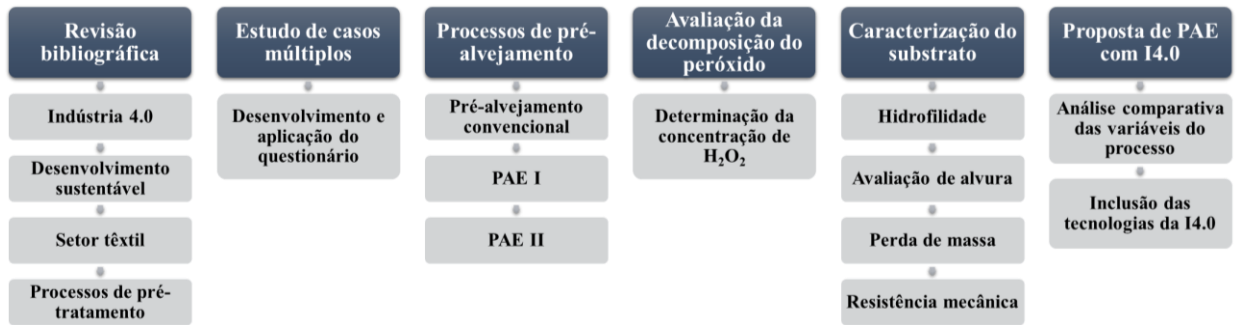 Revisão
bibliográfica
Indústria 4.0
Desenvolvimento
sustentável
Setor têxtil
Processos de pré-
tratamento
Estudo de casos
múltiplos
Desenvolvimento e
aplicação do
questionário
Processos de pré-
alvejamento
Pré-alvejamento
convencional
PAE I
PAE II
Avaliação da
decomposição do
peróxido
Determinação da
concentração de
H₂O₂
Caracterização do
substrato
Hidrofilidade
Avaliação de alvura
Perda de massa
Resistência mecânica
Proposta de PAE
com I4.0
Análise comparativa
das variáveis do
processo
Inclusão das
tecnologias da I4.0